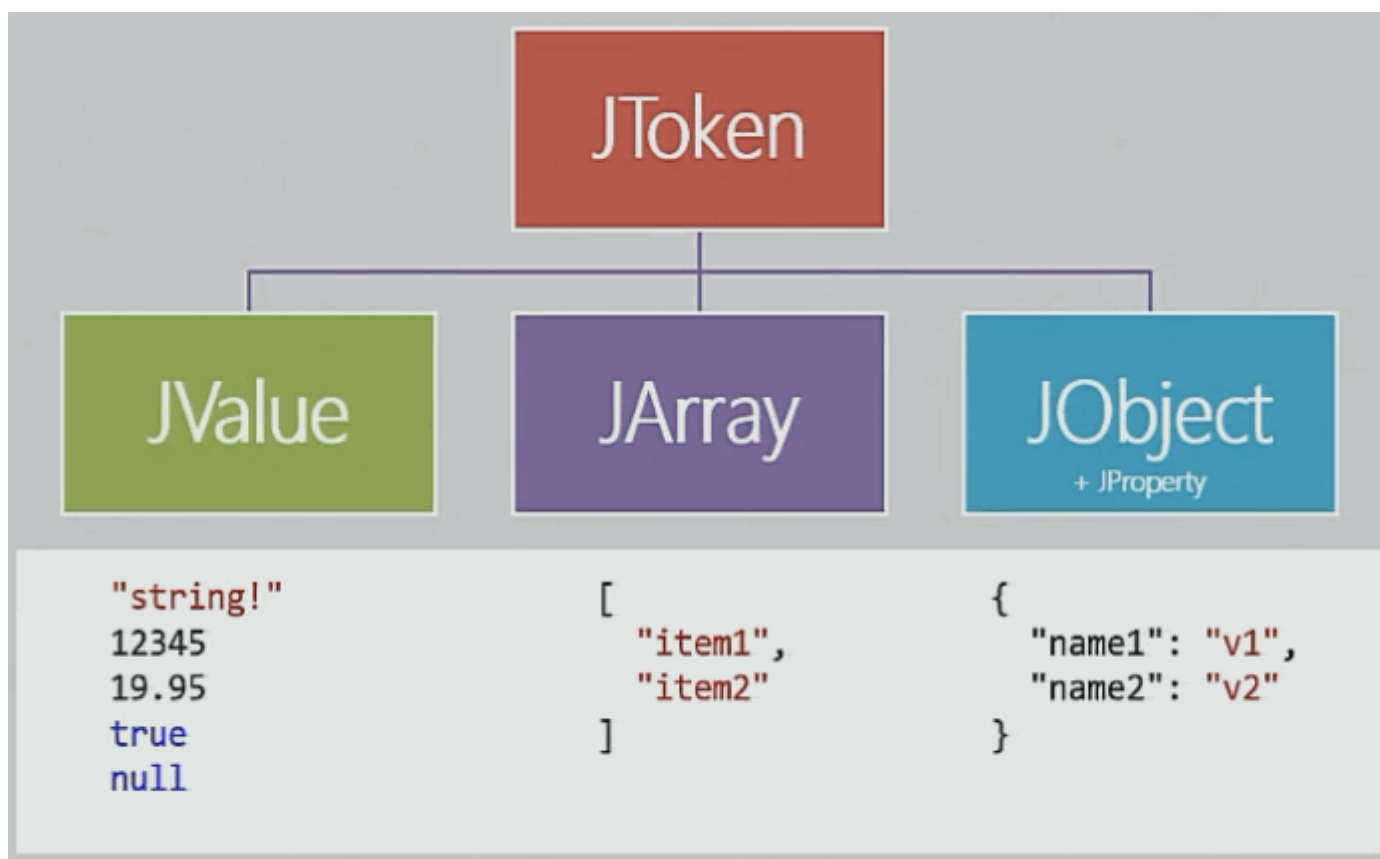 JToken
JValue
JArray
JObject
+ JProperty
"string!"
12345
19.95
true
null
[
"item1",
"item2"
]
{
"name1": "v1",
"name2": "v2"
}